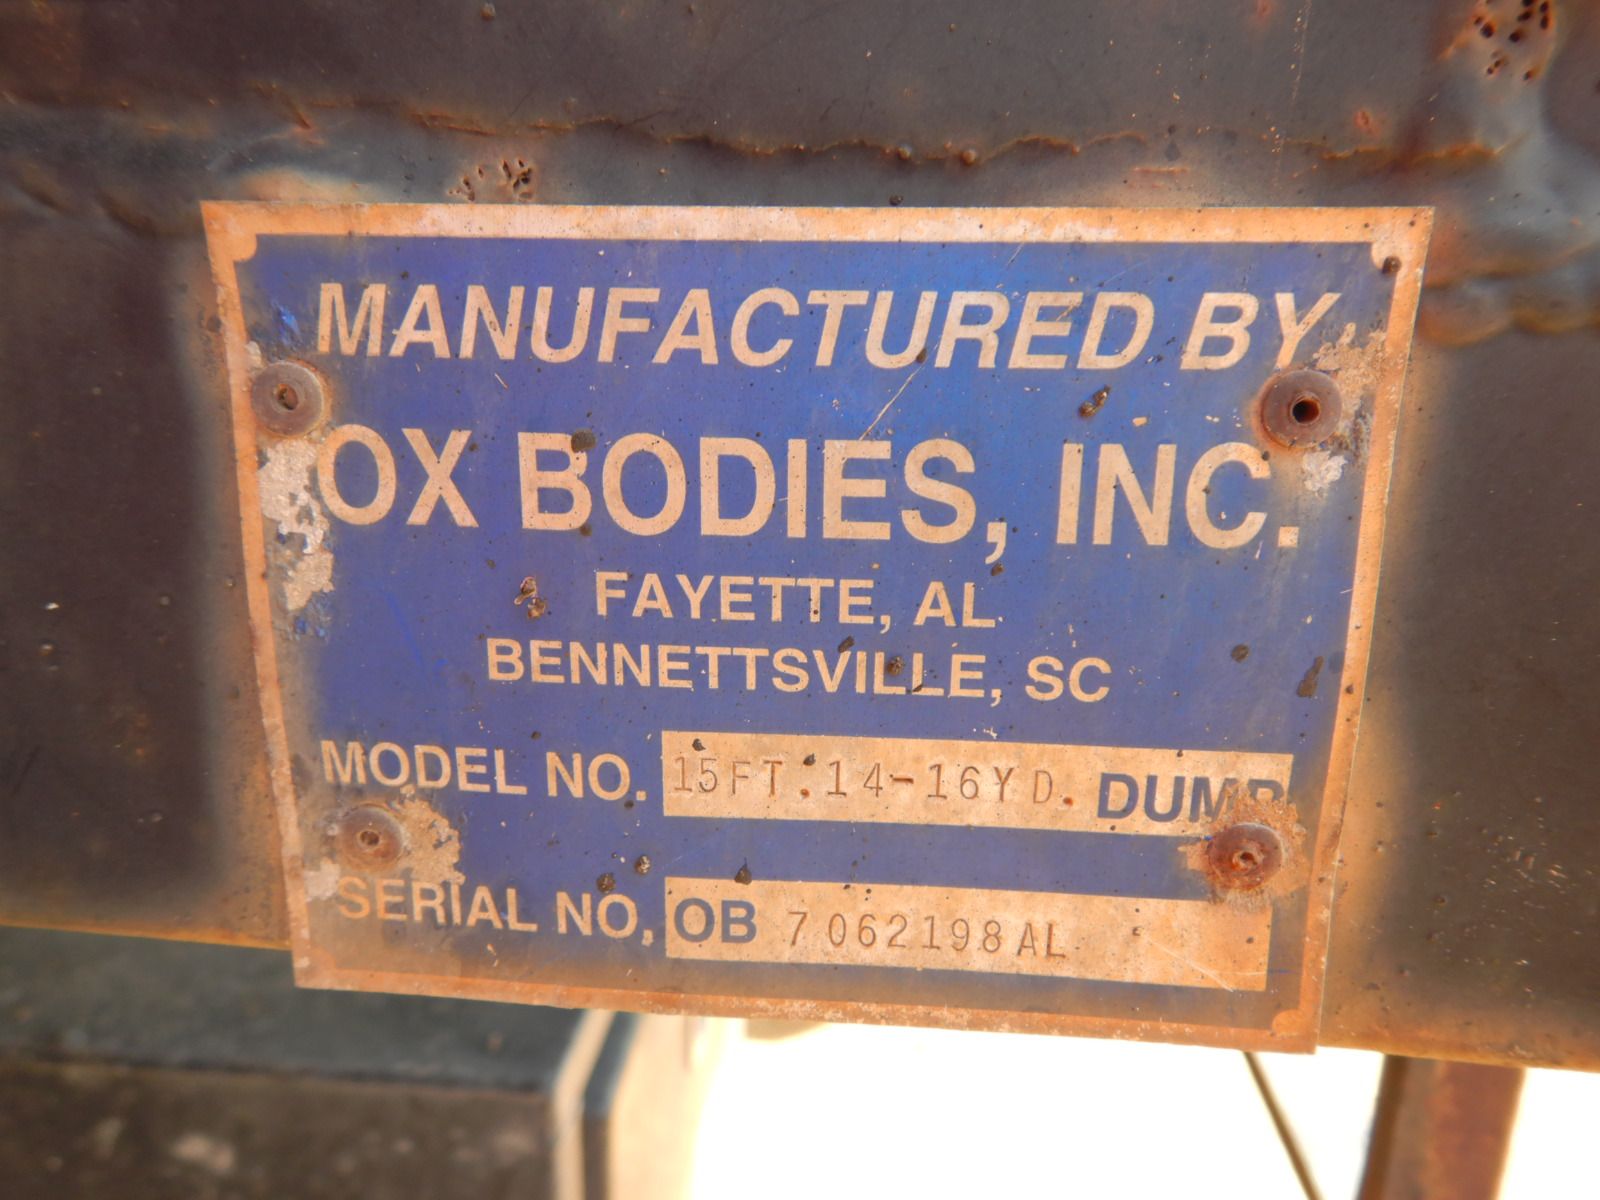 MANUFACTURED BY
OX BODIES, INC.
FAYETTE, AL
BENNETTSVILLE, SC
MODEL NO. 15FT.14-16YD. DUMP
SERIAL NO. OB 7062198AL